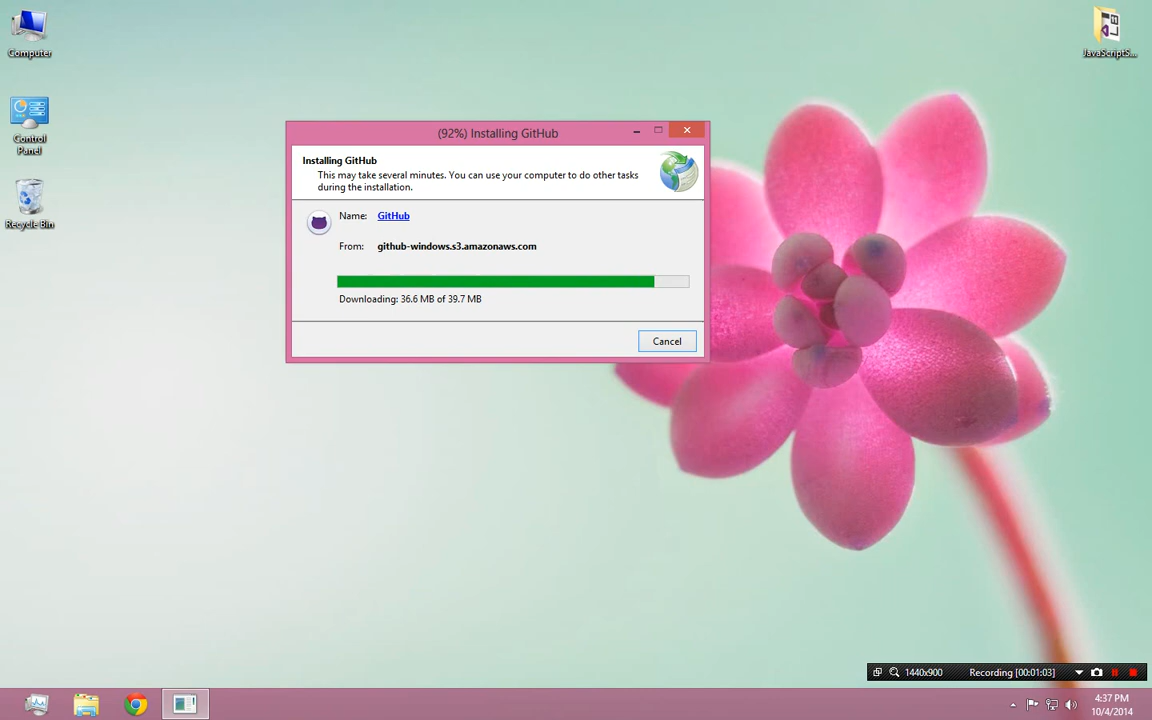 Computer
Control
Panel
Recycle Bin
JavaScriptS...
(92%) Installing GitHub
Installing GitHub
This may take several minutes. You can use your computer to do other tasks
during the installation.
Name: GitHub
From: github-windows.s3.amazonaws.com
Downloading: 36.6 MB of 39.7 MB
Cancel
1440x900 Recording [00:01:03]
4:37 PM
10/4/2014